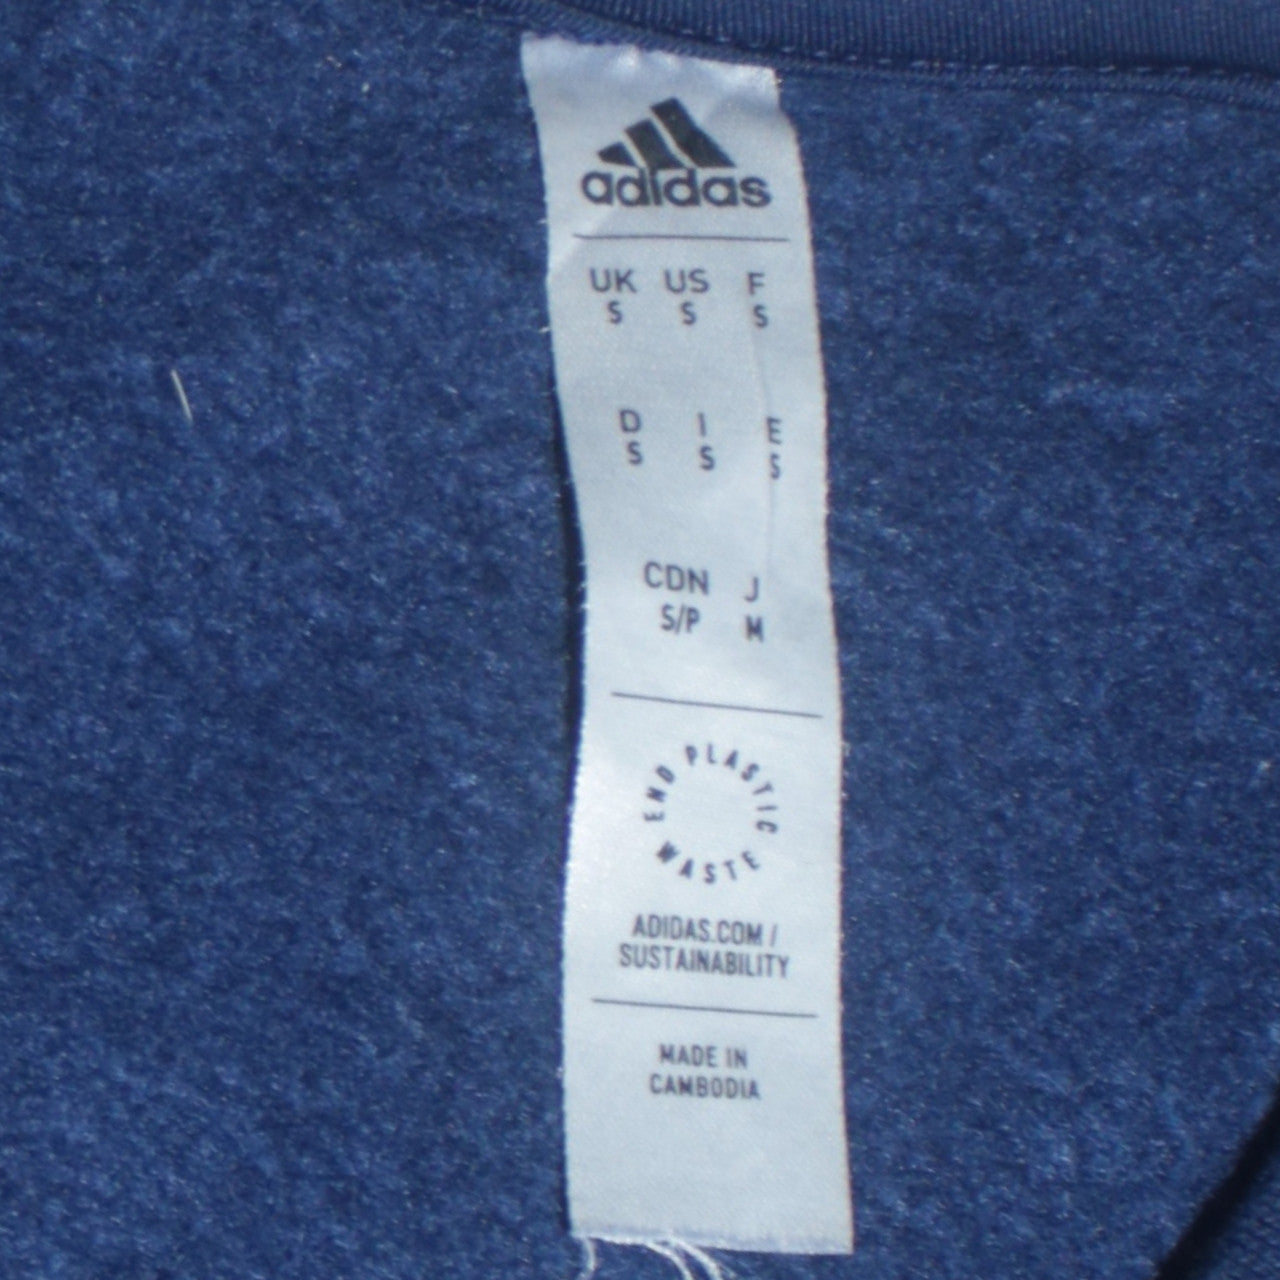 adidas
UK US F
S S S
D I E
S S S
CDN J
S/P M
END PLASTIC WASTE
ADIDAS.COM /
SUSTAINABILITY
MADE IN
CAMBODIA